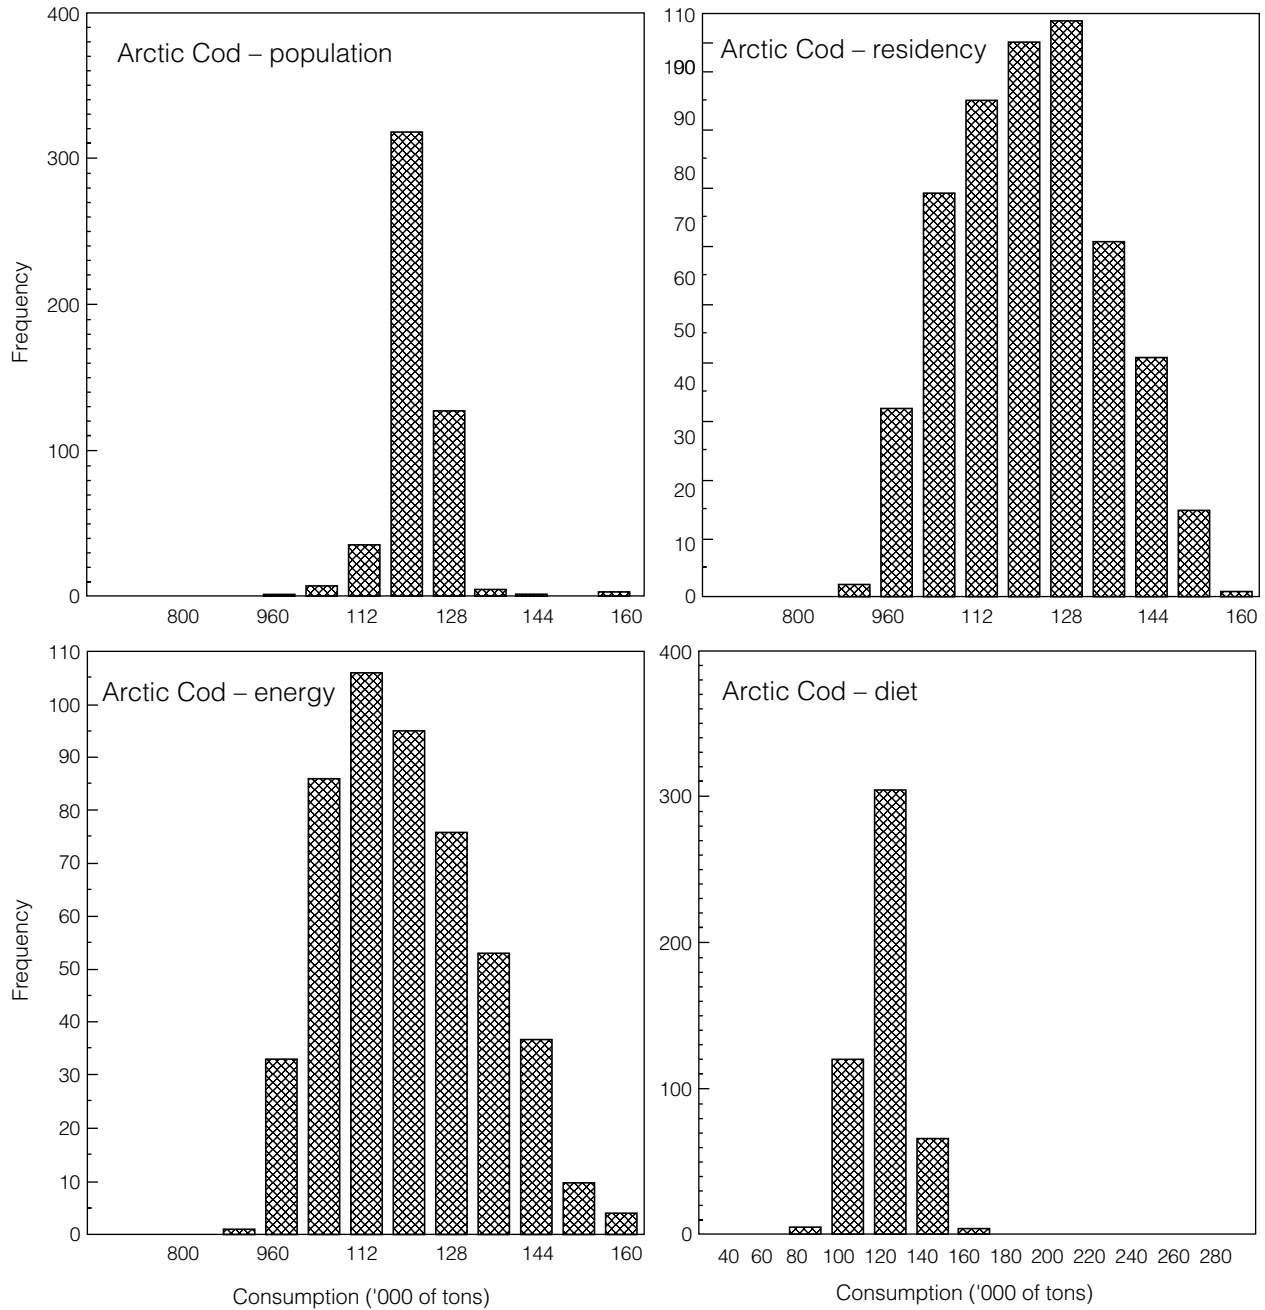 Arctic Cod – population
Frequency
400
300
200
100
0
800 960 112 128 144 160
Arctic Cod – residency
110
100
90
90
80
70
60
50
40
30
20
10
0
800 960 112 128 144 160
Arctic Cod – energy
Frequency
110
100
90
80
70
60
50
40
30
20
10
0
800 960 112 128 144 160
Consumption ('000 of tons)
Arctic Cod – diet
400
300
200
100
0
40 60 80 100 120 140 160 180 200 220 240 260 280
Consumption ('000 of tons)